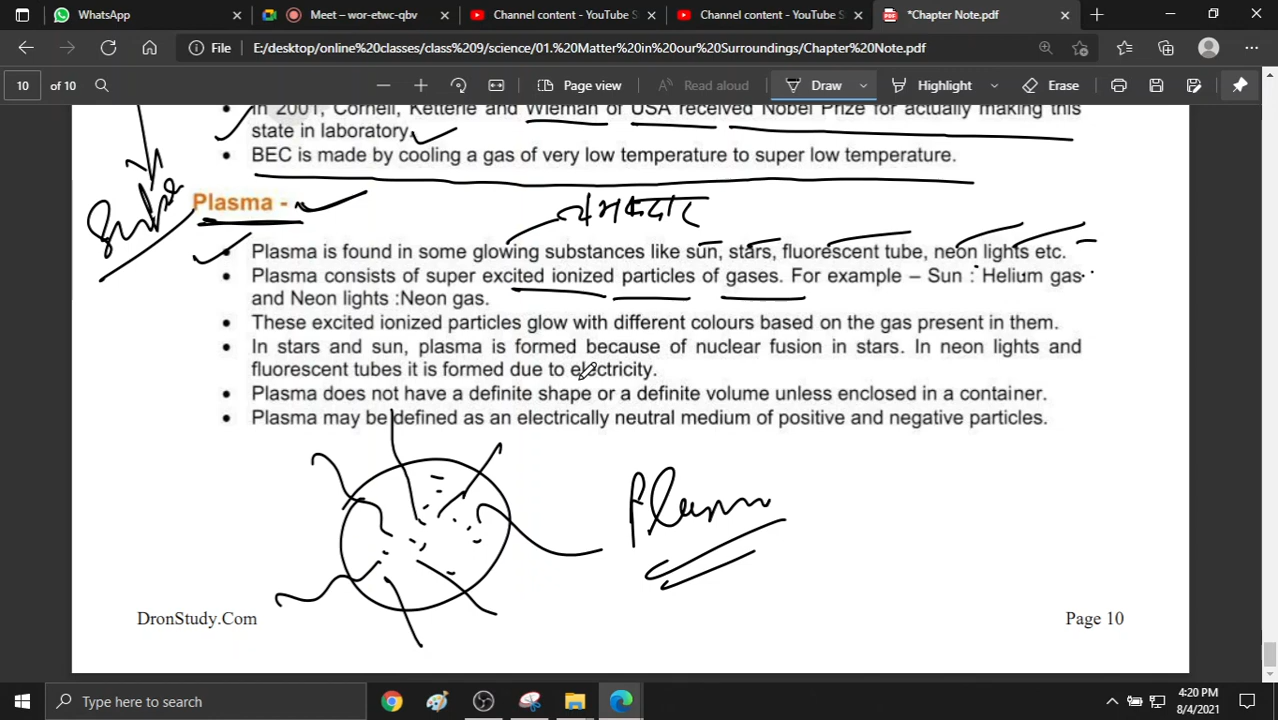 WhatsApp
Meet – wor-etwc-qbv
Channel content - YouTube S
Channel content - YouTube S
*Chapter Note.pdf
File E:/desktop/online%20classes/class%209/science/01.%20Matter%20in%20our%20Surroundings/Chapter%20Note.pdf
10 of 10 Page view Read aloud Draw Highlight Erase
In 2001, Cornell, Ketterle and Wieman of USA received Nobel Prize for actually making this
state in laboratory
BEC is made by cooling a gas of very low temperature to super low temperature.
Plasma -
चमकदार
Plasma is found in some glowing substances like sun, stars, fluorescent tube, neon lights etc.
Plasma consists of super excited ionized particles of gases. For example – Sun : Helium gas
and Neon lights :Neon gas.
These excited ionized particles glow with different colours based on the gas present in them.
In stars and sun, plasma is formed because of nuclear fusion in stars. In neon lights and
fluorescent tubes it is formed due to electricity.
Plasma does not have a definite shape or a definite volume unless enclosed in a container.
Plasma may be defined as an electrically neutral medium of positive and negative particles.
Plasma
DronStudy.Com Page 10
Type here to search
4:20 PM
8/4/2021